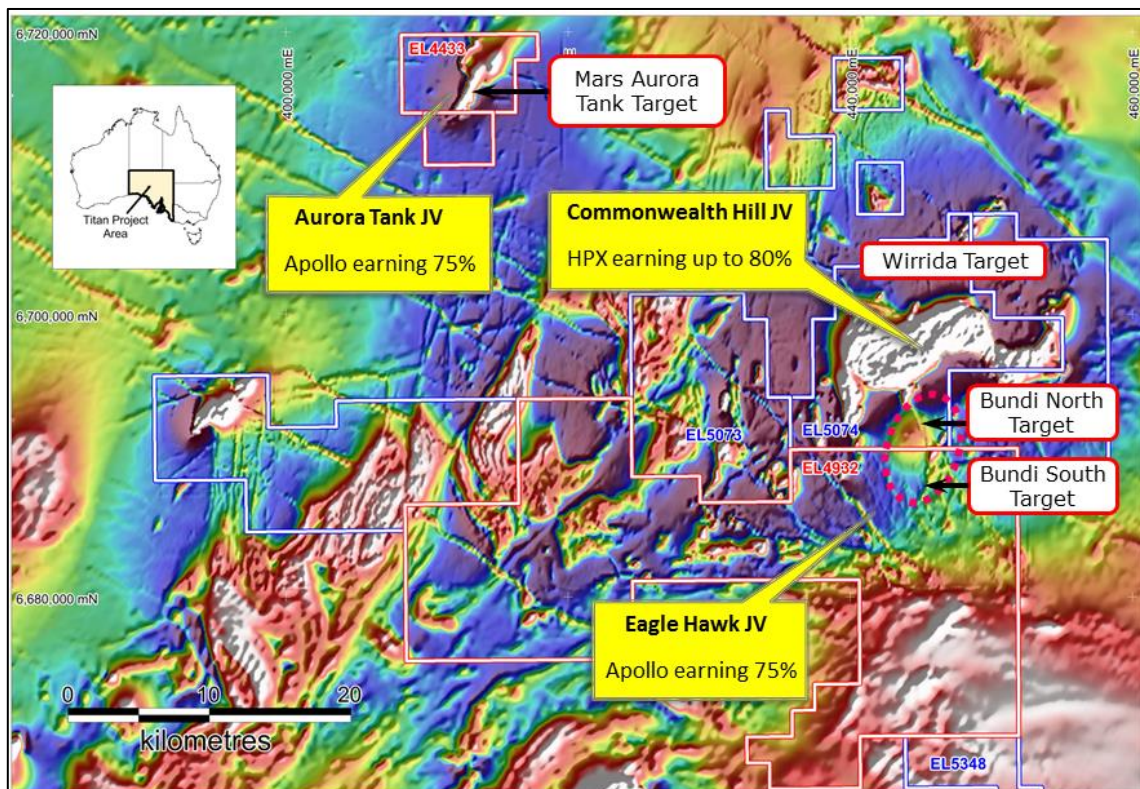 6,720,000 mN
400,000 mE
440,000 mE
460,000 mE
EL4433
Mars Aurora
Tank Target
Titan Project
Area
Aurora Tank JV
Apollo earning 75%
Commonwealth Hill JV
HPX earning up to 80%
Wirrida Target
6,700,000 mN
Bundi North
Target
EL5073
EL5074
EL4932
Bundi South
Target
6,680,000 mN
Eagle Hawk JV
Apollo earning 75%
0 10 20
kilometres
EL5348